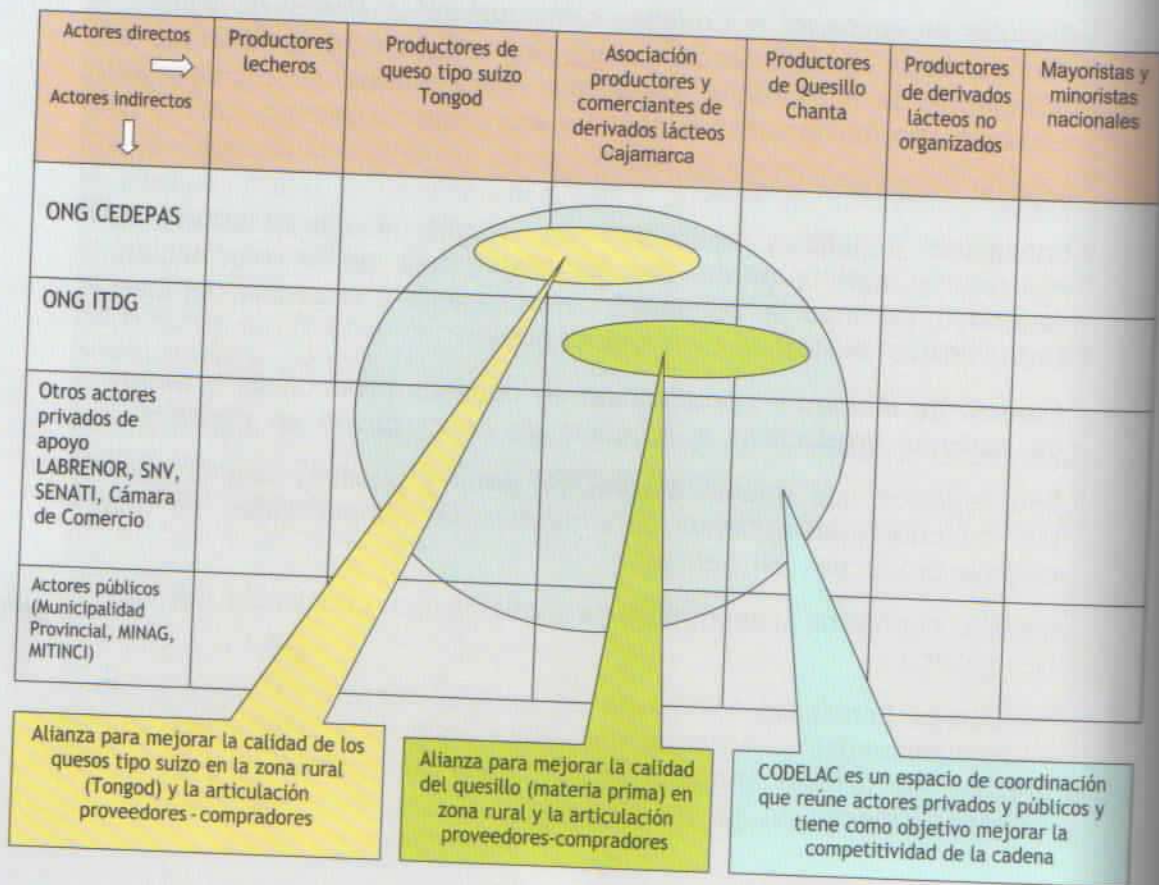 Actores directos
Actores indirectos
Productores
lecheros
Productores de
queso tipo suizo
Tongod
Asociación
productores y
comerciantes de
derivados lácteos
Cajamarca
Productores
de Quesillo
Chanta
Productores
de derivados
lácteos no
organizados
Mayoristas y
minoristas
nacionales
ONG CEDEPAS
ONG ITDG
Otros actores
privados de
apoyo
LABRENOR, SNV,
SENATI, Cámara
de Comercio
Actores públicos
(Municipalidad
Provincial, MINAG,
MITINCI)
Alianza para mejorar la calidad de los
quesos tipo suizo en la zona rural
(Tongod) y la articulación
proveedores - compradores
Alianza para mejorar la calidad
del quesillo (materia prima) en
zona rural y la articulación
proveedores-compradores
CODELAC es un espacio de coordinación
que reúne actores privados y públicos y
tiene como objetivo mejorar la
competitividad de la cadena